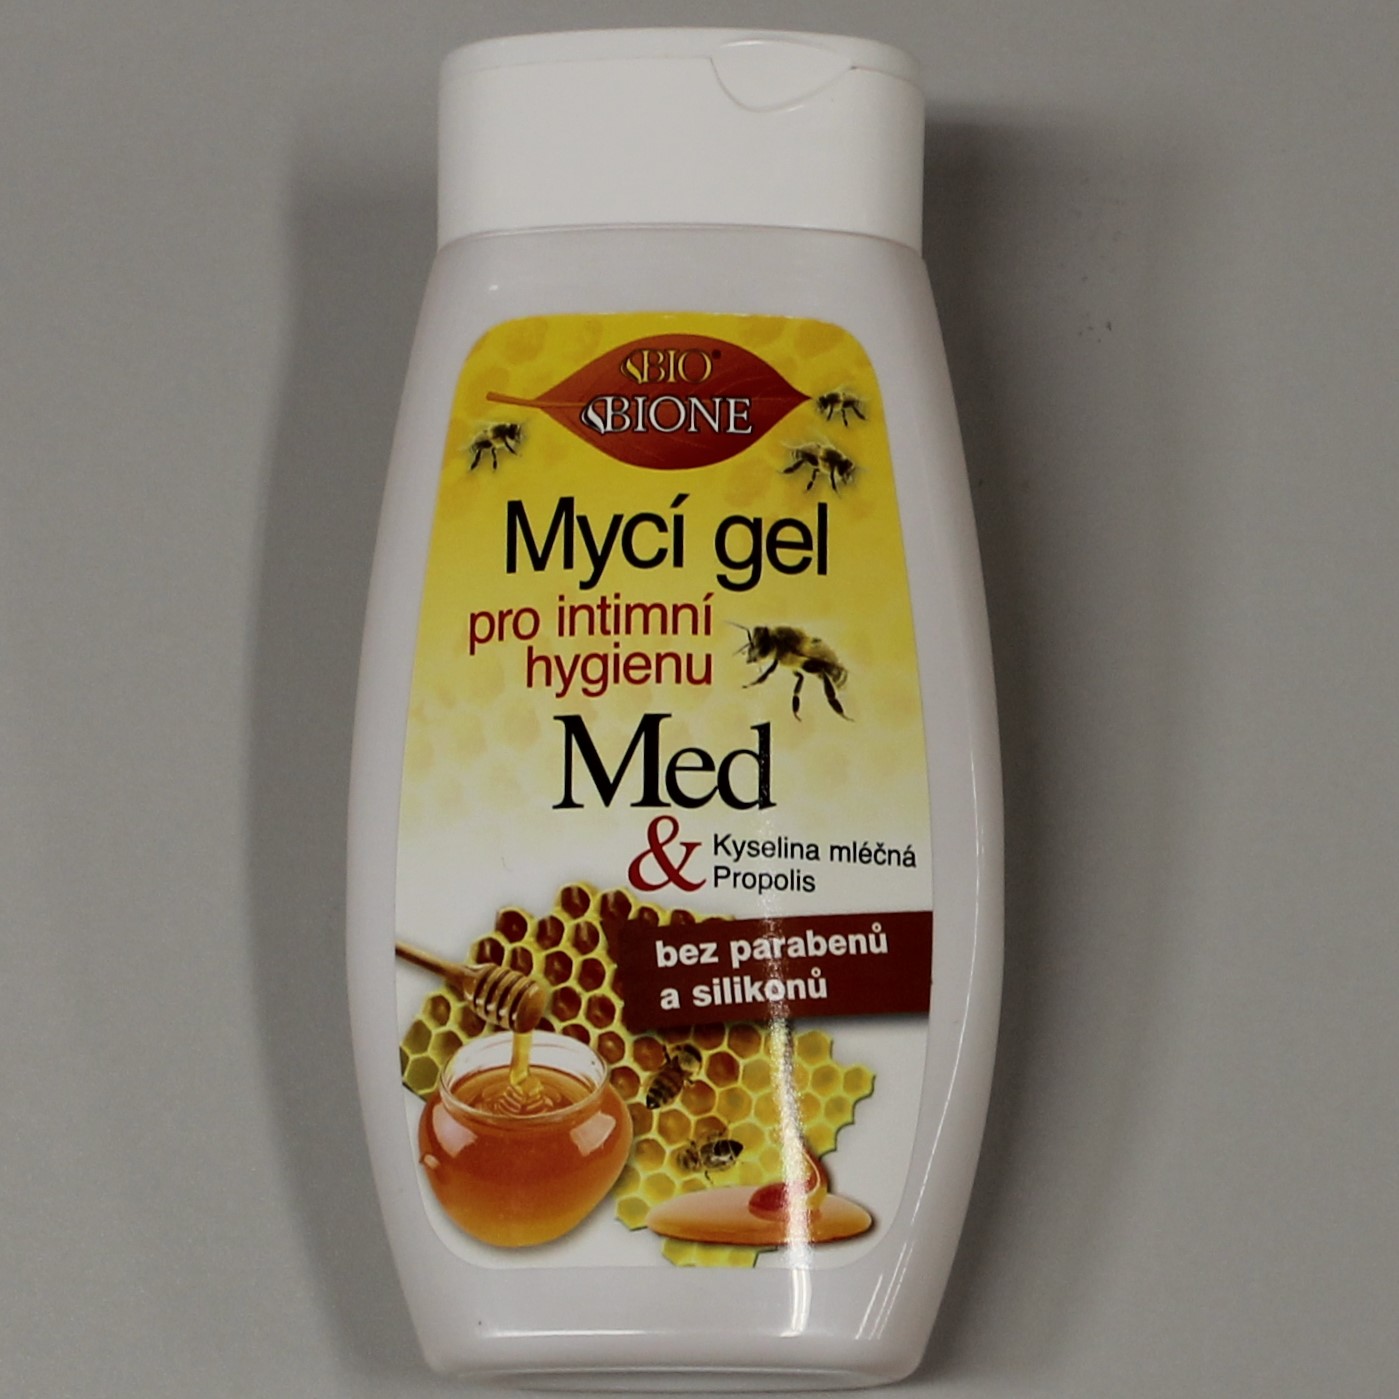 BIO®
BIONE
Mycí gel
pro intimní
hygienu
Med
& Kyselina mléčná
Propolis
bez parabenů
a silikonů